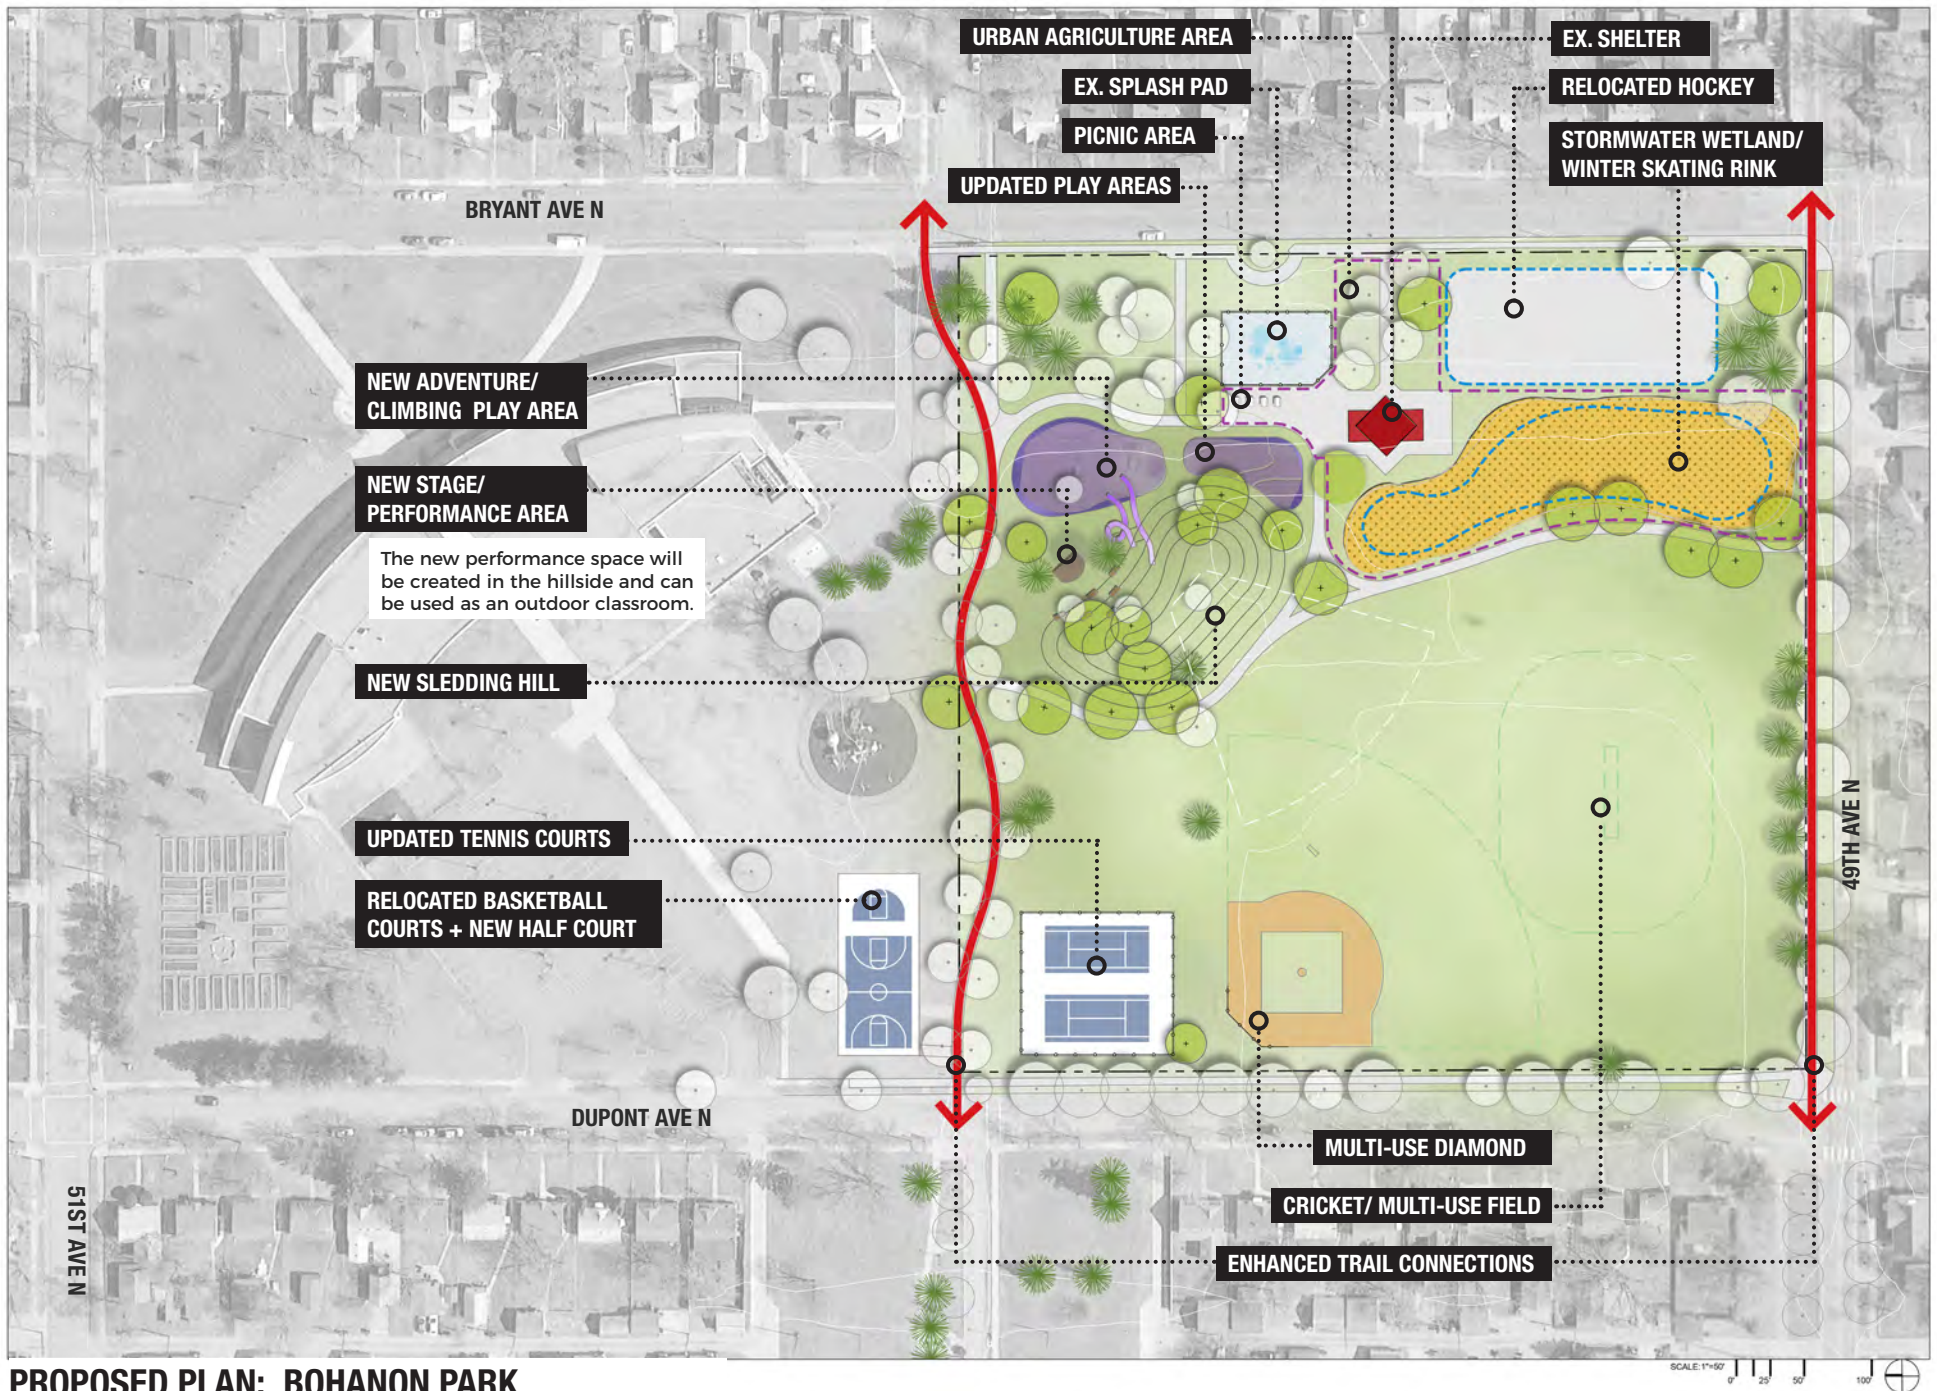 URBAN AGRICULTURE AREA
EX. SHELTER
EX. SPLASH PAD
RELOCATED HOCKEY
PICNIC AREA
STORMWATER WETLAND/
WINTER SKATING RINK
UPDATED PLAY AREAS
BRYANT AVE N
NEW ADVENTURE/
CLIMBING PLAY AREA
NEW STAGE/
PERFORMANCE AREA
The new performance space will
be created in the hillside and can
be used as an outdoor classroom.
NEW SLEDDING HILL
UPDATED TENNIS COURTS
RELOCATED BASKETBALL
COURTS + NEW HALF COURT
49TH AVE N
DUPONT AVE N
MULTI-USE DIAMOND
CRICKET/ MULTI-USE FIELD
ENHANCED TRAIL CONNECTIONS
51ST AVE N
PROPOSED PLAN: BOHANON PARK
SCALE: 1"=50'
0' 25' 50' 100'